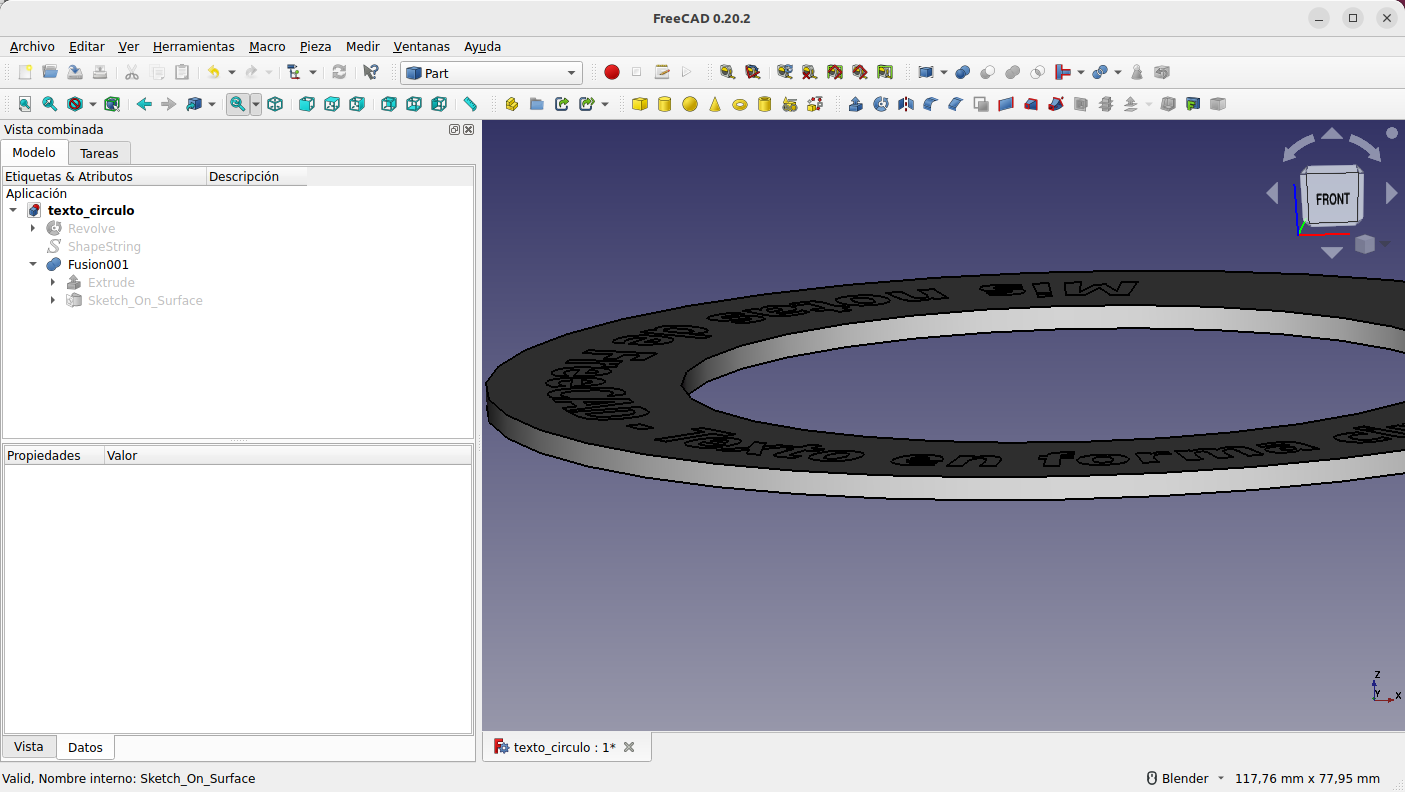 FreeCAD 0.20.2
Archivo Editar Ver Herramientas Macro Pieza Medir Ventanas Ayuda
Part
Vista combinada
Modelo Tareas
Etiquetas & Atributos Descripción
Aplicación
texto_circulo
Revolve
ShapeString
Fusion001
Extrude
Sketch_On_Surface
Propiedades Valor
Vista Datos
FRONT
Mis notas de FreeCAD. Texto en forma
Z
Y X
texto_circulo : 1*
Valid, Nombre interno: Sketch_On_Surface
Blender 117,76 mm x 77,95 mm